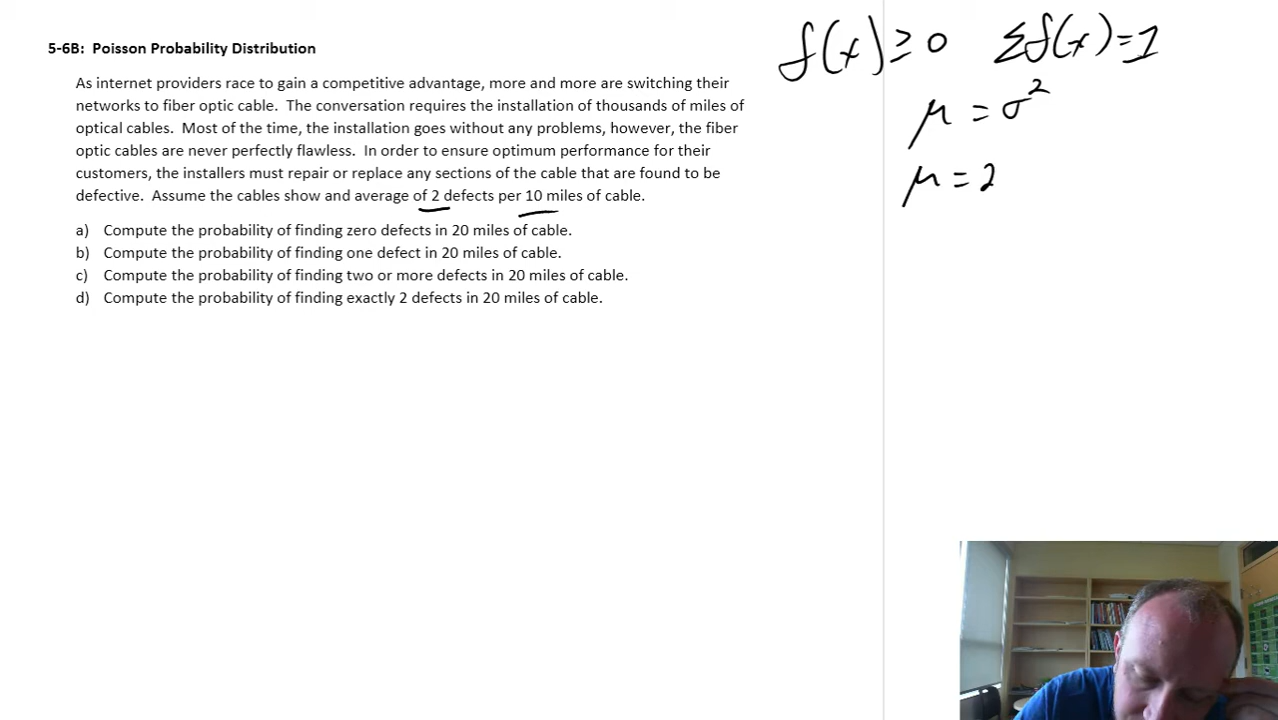 5-6B: Poisson Probability Distribution
f(x) ≥ 0 Σf(x) = 1
As internet providers race to gain a competitive advantage, more and more are switching their
networks to fiber optic cable. The conversation requires the installation of thousands of miles of
optical cables. Most of the time, the installation goes without any problems, however, the fiber
optic cables are never perfectly flawless. In order to ensure optimum performance for their
customers, the installers must repair or replace any sections of the cable that are found to be
defective. Assume the cables show and average of 2 defects per 10 miles of cable.
μ = σ²
μ = 2
a) Compute the probability of finding zero defects in 20 miles of cable.
b) Compute the probability of finding one defect in 20 miles of cable.
c) Compute the probability of finding two or more defects in 20 miles of cable.
d) Compute the probability of finding exactly 2 defects in 20 miles of cable.